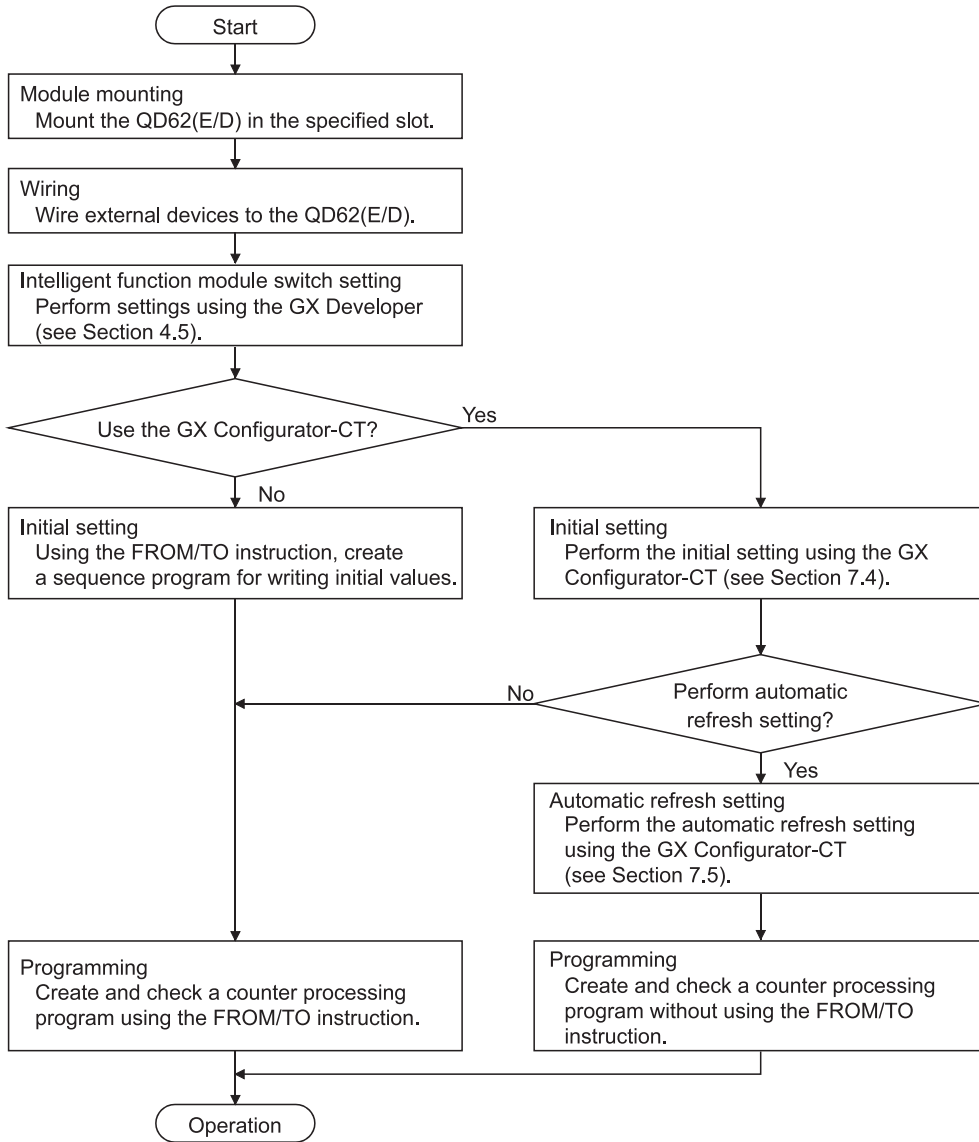 Start
Module mounting
Mount the QD62(E/D) in the specified slot.
Wiring
Wire external devices to the QD62(E/D).
Intelligent function module switch setting
Perform settings using the GX Developer
(see Section 4.5).
Use the GX Configurator-CT?
Yes
No
Initial setting
Using the FROM/TO instruction, create
a sequence program for writing initial values.
Initial setting
Perform the initial setting using the GX
Configurator-CT (see Section 7.4).
No
Perform automatic
refresh setting?
Yes
Automatic refresh setting
Perform the automatic refresh setting
using the GX Configurator-CT
(see Section 7.5).
Programming
Create and check a counter processing
program using the FROM/TO instruction.
Programming
Create and check a counter processing
program without using the FROM/TO
instruction.
Operation